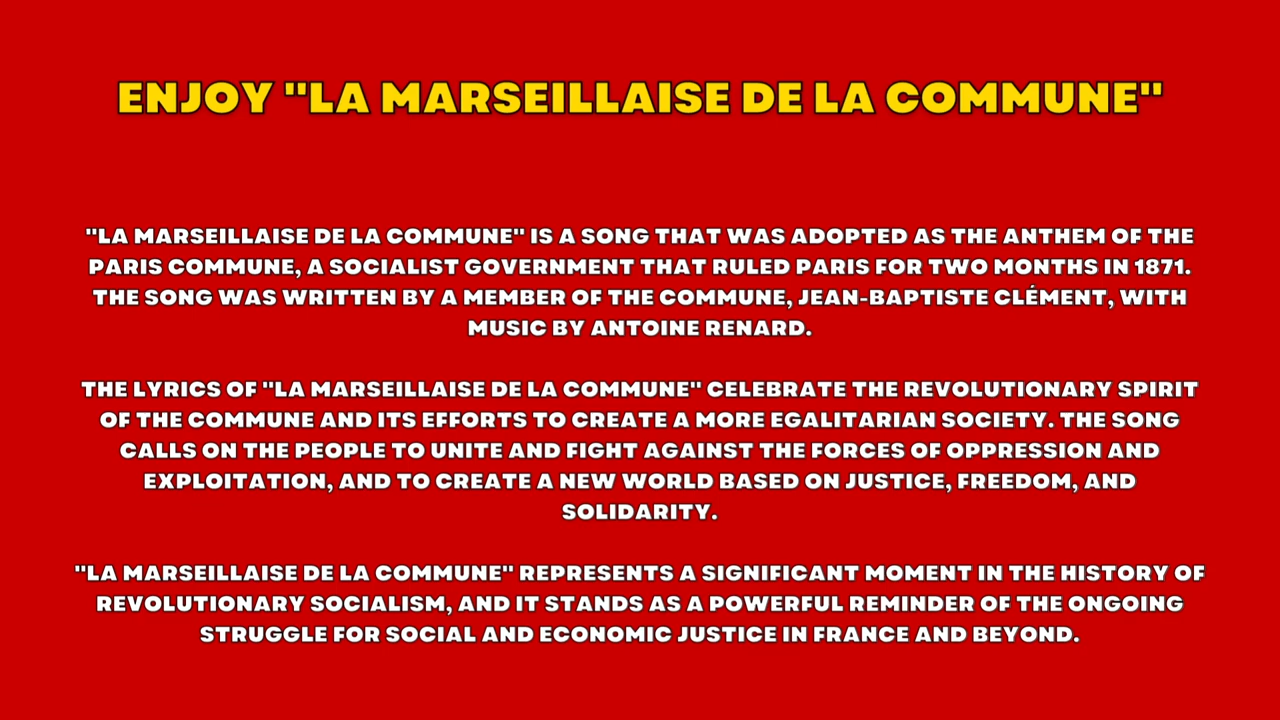 ENJOY "LA MARSEILLAISE DE LA COMMUNE"
"LA MARSEILLAISE DE LA COMMUNE" IS A SONG THAT WAS ADOPTED AS THE ANTHEM OF THE
PARIS COMMUNE, A SOCIALIST GOVERNMENT THAT RULED PARIS FOR TWO MONTHS IN 1871.
THE SONG WAS WRITTEN BY A MEMBER OF THE COMMUNE, JEAN-BAPTISTE CLÉMENT, WITH
MUSIC BY ANTOINE RENARD.
THE LYRICS OF "LA MARSEILLAISE DE LA COMMUNE" CELEBRATE THE REVOLUTIONARY SPIRIT
OF THE COMMUNE AND ITS EFFORTS TO CREATE A MORE EGALITARIAN SOCIETY. THE SONG
CALLS ON THE PEOPLE TO UNITE AND FIGHT AGAINST THE FORCES OF OPPRESSION AND
EXPLOITATION, AND TO CREATE A NEW WORLD BASED ON JUSTICE, FREEDOM, AND
SOLIDARITY.
"LA MARSEILLAISE DE LA COMMUNE" REPRESENTS A SIGNIFICANT MOMENT IN THE HISTORY OF
REVOLUTIONARY SOCIALISM, AND IT STANDS AS A POWERFUL REMINDER OF THE ONGOING
STRUGGLE FOR SOCIAL AND ECONOMIC JUSTICE IN FRANCE AND BEYOND.